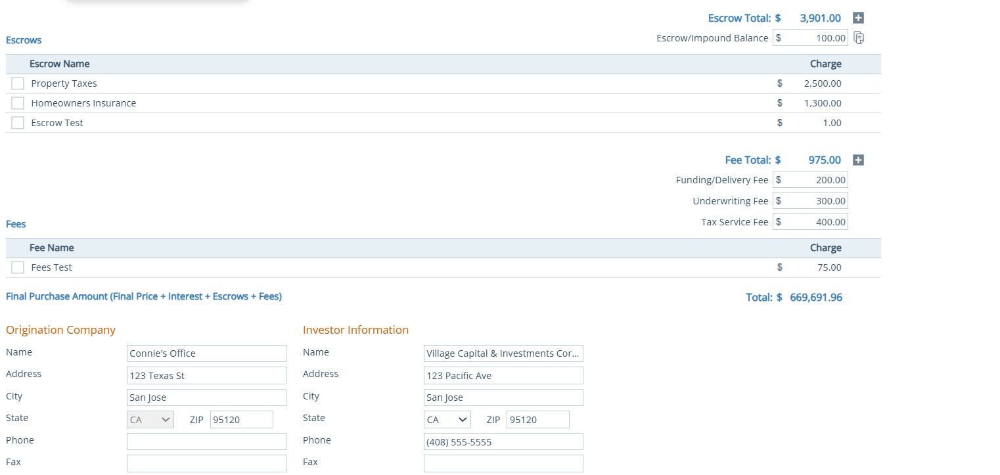 Escrow Total: $ 3,901.00
Escrow/Impound Balance $ 100.00
Escrows
Escrow Name Charge
Property Taxes $ 2,500.00
Homeowners Insurance $ 1,300.00
Escrow Test $ 1.00
Fee Total: $ 975.00
Funding/Delivery Fee $ 200.00
Underwriting Fee $ 300.00
Tax Service Fee $ 400.00
Fees
Fee Name Charge
Fees Test $ 75.00
Final Purchase Amount (Final Price + Interest + Escrows + Fees) Total: $ 669,691.96
Origination Company Investor Information
Name Connie's Office Name Village Capital & Investments Cor...
Address 123 Texas St Address 123 Pacific Ave
City San Jose City San Jose
State CA ZIP 95120 State CA ZIP 95120
Phone Phone (408) 555-5555
Fax Fax